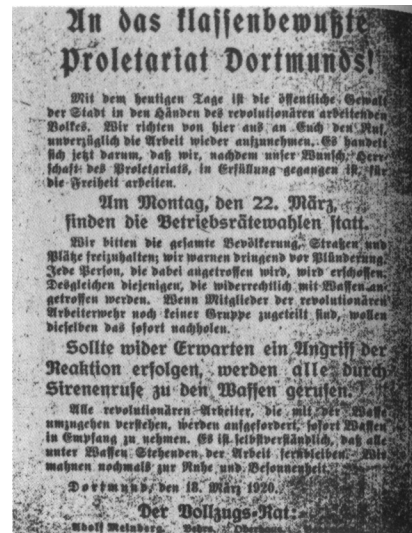 An das klassenbewußte
Proletariat Dortmunds!
Mit dem heutigen Tage ist die öffentliche Gewalt
der Stadt in den Händen des revolutionären arbeitenden
Volkes. Wir richten von hier aus an Euch den Ruf,
unverzüglich die Arbeit wieder aufzunehmen. Es handelt
sich jetzt darum, daß wir, nachdem unser Wunsch, Herr-
schaft des Proletariats, in Erfüllung gegangen ist, für
die Freiheit arbeiten.
Am Montag, den 22. März,
finden die Betriebsrätewahlen statt.
Wir bitten die gesamte Bevölkerung, Straßen und
Plätze freizuhalten; wir warnen dringend vor Plünderung.
Jede Person, die dabei angetroffen wird, wird erschossen.
Desgleichen diejenigen, die widerrechtlich mit Waffen an-
getroffen werden. Wenn Mitglieder der revolutionären
Arbeiterwehr noch keiner Gruppe zugeteilt sind, wollen
dieselben das sofort nachholen.
Sollte wider Erwarten ein Angriff der
Reaktion erfolgen, werden alle durch
Sirenenrufe zu den Waffen gerufen.
Alle revolutionären Arbeiter, die mit der Waffe
umzugehen verstehen, werden aufgefordert, sofort Waffen
in Empfang zu nehmen. Es ist selbstverständlich, daß alle
unter Waffen Stehenden der Arbeit fernbleiben. Wir
mahnen nochmals zur Ruhe und Besonnenheit.
Dortmund, den 18. März 1920.
Der Vollzugs-Rat:
Adolf Meinberg.